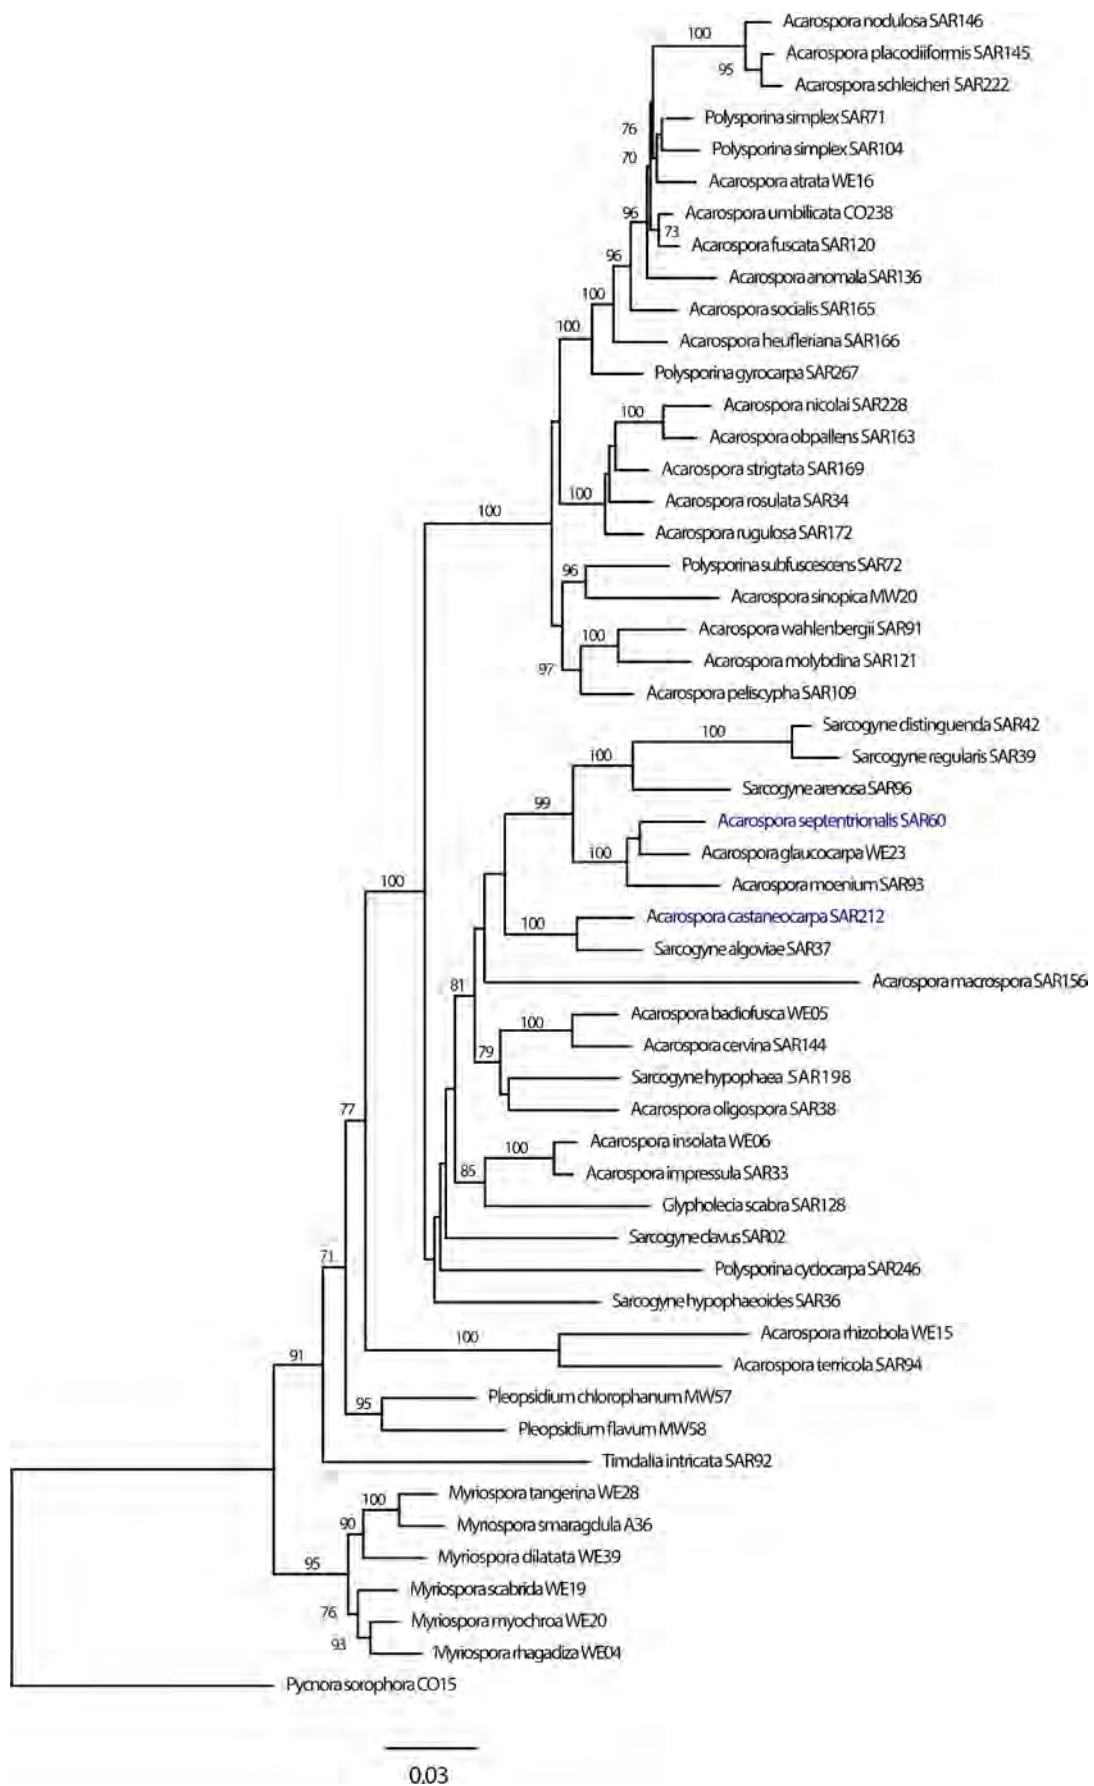 Acarospora nodulosa SAR146
100
Acarospora placodiiformis SAR145
95
Acarospora schleicheri SAR222
Polysporina simplex SAR71
76
Polysporina simplex SAR104
70
Acarospora atrata WE16
Acarospora umbilicata CO238
96
73
Acarospora fuscata SAR120
96
Acarospora anomala SAR136
100
Acarospora socialis SAR165
100
Acarospora heufleriana SAR166
Polysporina gyrocarpa SAR267
Acarospora nicolai SAR228
100
Acarospora obpallens SAR163
Acarospora strigtata SAR169
100
Acarospora rosulata SAR34
100
Acarospora rugulosa SAR172
Polysporina subfuscescens SAR72
96
Acarospora sinopica MW20
Acarospora wahlenbergii SAR91
100
Acarospora molybdina SAR121
97
Acarospora peliscypha SAR109
Sarcogyne distinguenda SAR42
100
Sarcogyne regularis SAR39
100
Sarcogyne arenosa SAR96
99
Acarospora septentrionalis SAR60
100
Acarospora glaucocarpa WE23
Acarospora moenium SAR93
100
Acarospora castaneocarpa SAR212
100
Sarcogyne algoviae SAR37
Acarospora macrospora SAR156
81
Acarospora badiofusca WE05
100
Acarospora cervina SAR144
79
Sarcogyne hypophaea SAR198
Acarospora oligospora SAR38
77
Acarospora insolata WE06
100
Acarospora impressula SAR33
85
Glypholecia scabra SAR128
Sarcogyne clavus SAR02
71
Polysporina cyclocarpa SAR246
Sarcogyne hypophaeoides SAR36
Acarospora rhizobola WE15
100
91
Acarospora terricola SAR94
Pleopsidium chlorophanum MW57
95
Pleopsidium flavum MW58
Timdalia intricata SAR92
Myriospora tangerina WE28
100
Myriospora smaragdula A36
90
Myriospora dilatata WE39
95
Myriospora scabrida WE19
76
Myriospora myochroa WE20
93
Myriospora rhagadiza WE04
Pycnora sorophora CO15
0,03